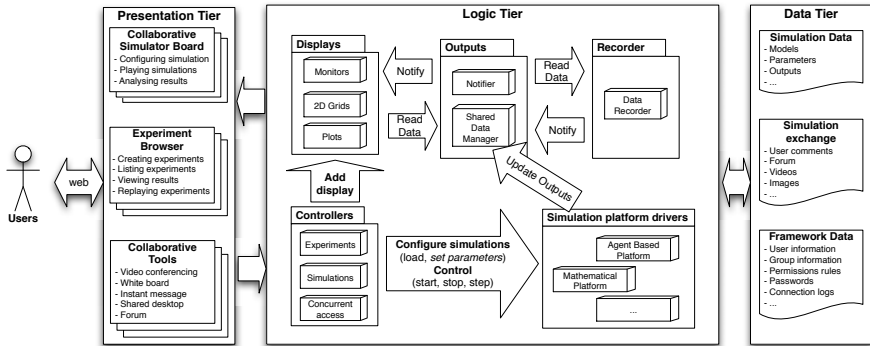 Presentation Tier
Collaborative
Simulator Board
- Configuring simulation
- Playing simulations
- Analysing results
Experiment
Browser
- Creating experiments
- Listing experiments
- Viewing results
- Replaying experiments
Collaborative
Tools
- Video conferencing
- White board
- Instant message
- Shared desktop
- Forum
Users
web
Logic Tier
Displays
Monitors
2D Grids
Plots
Notify
Read
Data
Outputs
Notifier
Shared
Data
Manager
Read
Data
Notify
Recorder
Data
Recorder
Add
display
Update Outputs
Controllers
Experiments
Simulations
Concurrent
access
Configure simulations
(load, set parameters)
Control
(start, stop, step)
Simulation platform drivers
Agent Based
Platform
Mathematical
Platform
...
Data Tier
Simulation Data
- Models
- Parameters
- Outputs
- ...
Simulation
exchange
- User comments
- Forum
- Videos
- Images
- ...
Framework Data
- User information
- Group information
- Permissions rules
- Passwords
- Connection logs
- ...